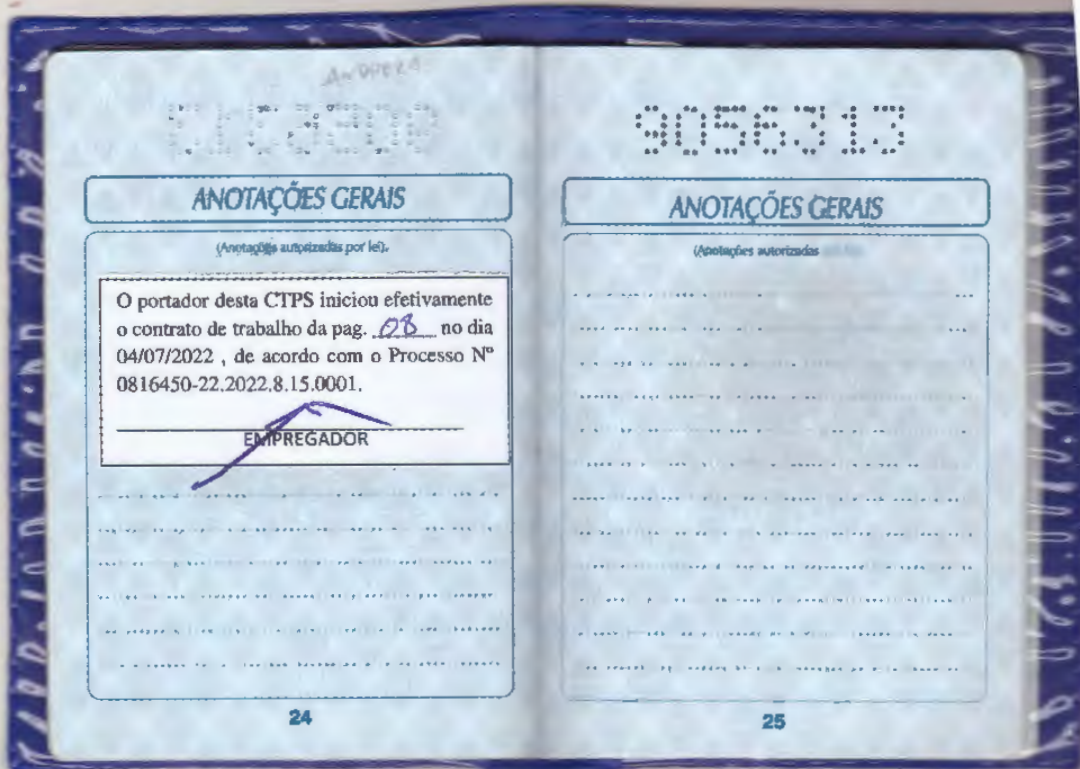 ANOTAÇÕES GERAIS
(Anotações autorizadas por lei).
O portador desta CTPS iniciou efetivamente
o contrato de trabalho da pag. 08 no dia
04/07/2022 , de acordo com o Processo Nº
0816450-22.2022.8.15.0001.
EMPREGADOR
24
9056313
ANOTAÇÕES GERAIS
(Anotações autorizadas
25